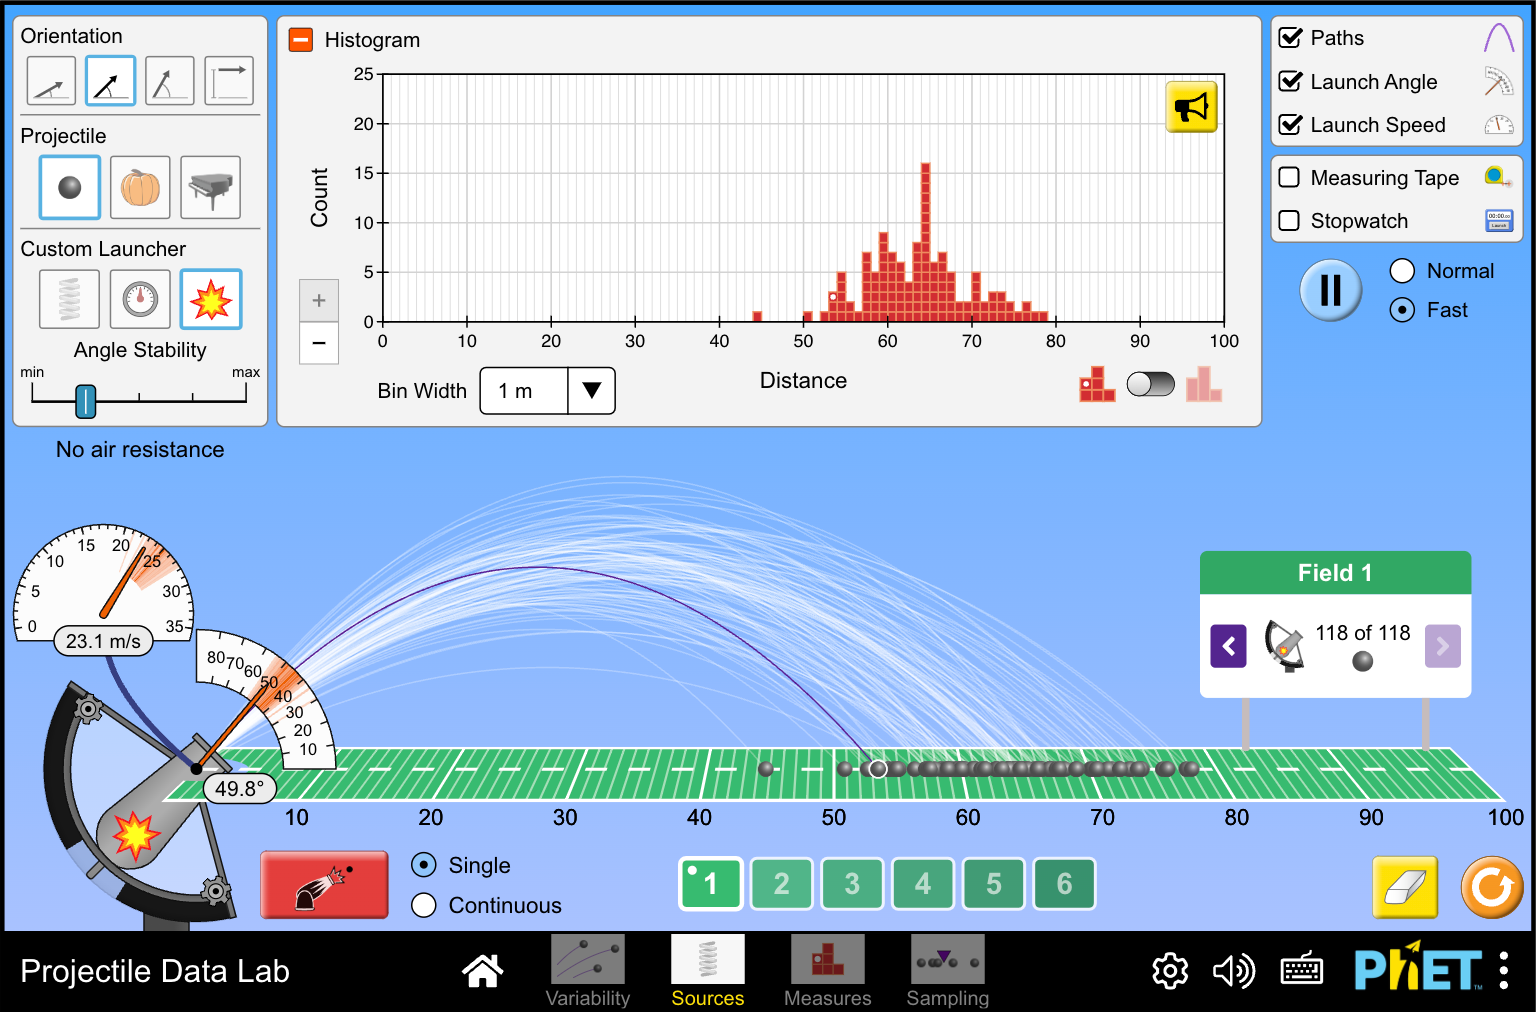 Orientation
Projectile
Custom Launcher
Angle Stability
min
max
No air resistance
Histogram
25
20
15
10
5
0
Count
+
−
0 10 20 30 40 50 60 70 80 90 100
Distance
Bin Width
1 m
Paths
Launch Angle
Launch Speed
Measuring Tape
Stopwatch
00:00.00
Launch
Normal
Fast
0 5 10 15 20 25 30 35
23.1 m/s
80 70 60 50 40 30 20 10
49.8°
Field 1
118 of 118
10 20 30 40 50 60 70 80 90 100
Single
Continuous
1 2 3 4 5 6
Projectile Data Lab
Variability
Sources
Measures
Sampling
PhET